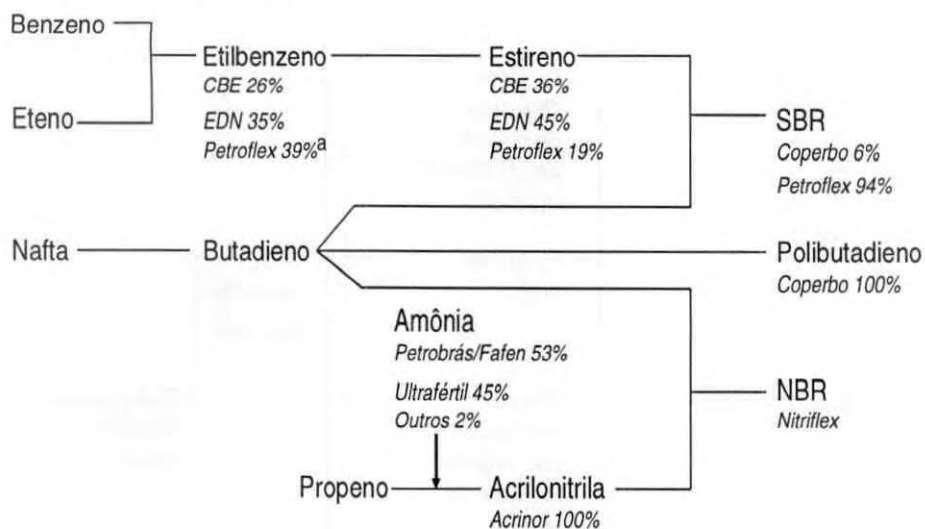 Benzeno
Eteno
Etilbenzeno
CBE 26%
EDN 35%
Petroflex 39%a
Estireno
CBE 36%
EDN 45%
Petroflex 19%
SBR
Coperbo 6%
Petroflex 94%
Nafta
Butadieno
Polibutadieno
Coperbo 100%
Amônia
Petrobrás/Fafen 53%
Ultrafértil 45%
Outros 2%
NBR
Nitriflex
Propeno
Acrilonitrila
Acrinor 100%